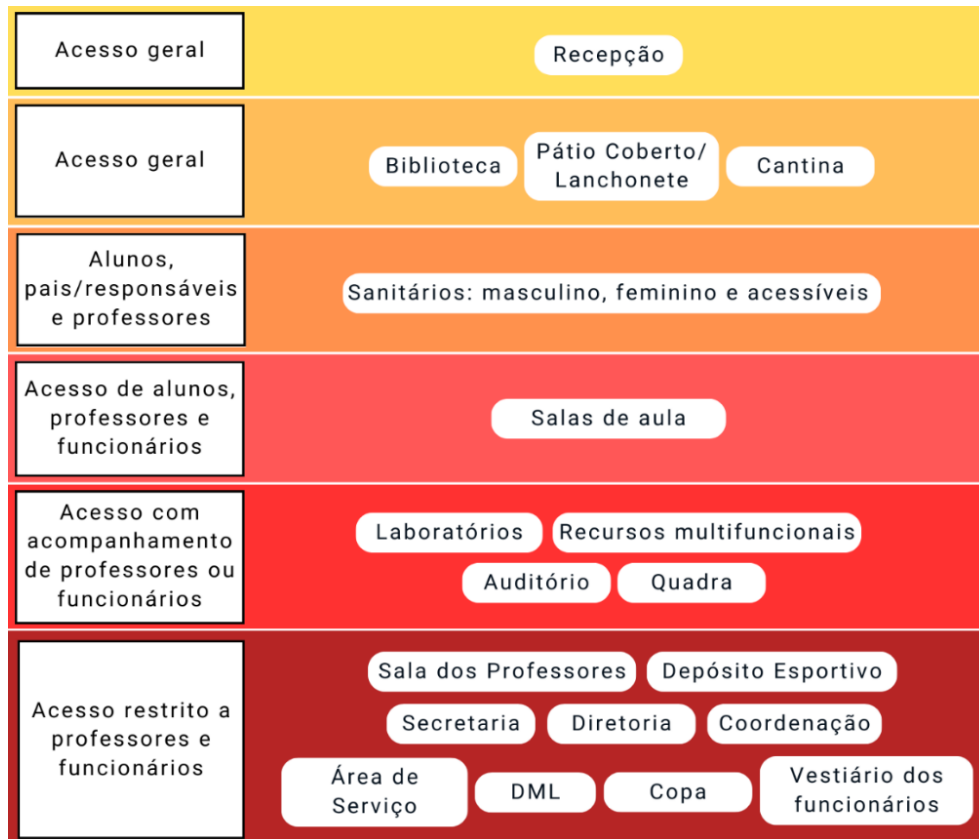 Acesso geral
Recepção
Acesso geral
Biblioteca
Pátio Coberto/
Lanchonete
Cantina
Alunos,
pais/responsáveis
e professores
Sanitários: masculino, feminino e acessíveis
Acesso de alunos,
professores e
funcionários
Salas de aula
Acesso com
acompanhamento
de professores ou
funcionários
Laboratórios
Recursos multifuncionais
Auditório
Quadra
Acesso restrito a
professores e
funcionários
Sala dos Professores
Depósito Esportivo
Secretaria
Diretoria
Coordenação
Área de
Serviço
DML
Copa
Vestiário dos
funcionários